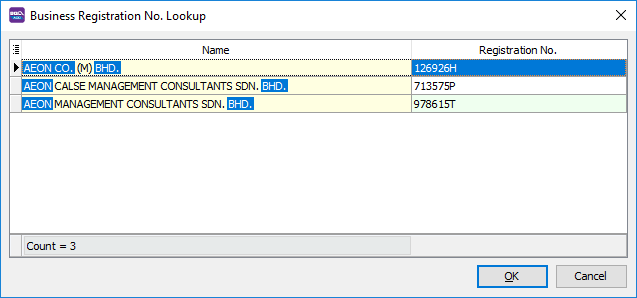 Business Registration No. Lookup
Name Registration No.
AEON CO. (M) BHD. 126926H
AEON CALSE MANAGEMENT CONSULTANTS SDN. BHD. 713575P
AEON MANAGEMENT CONSULTANTS SDN. BHD. 978615T
Count = 3
OK Cancel